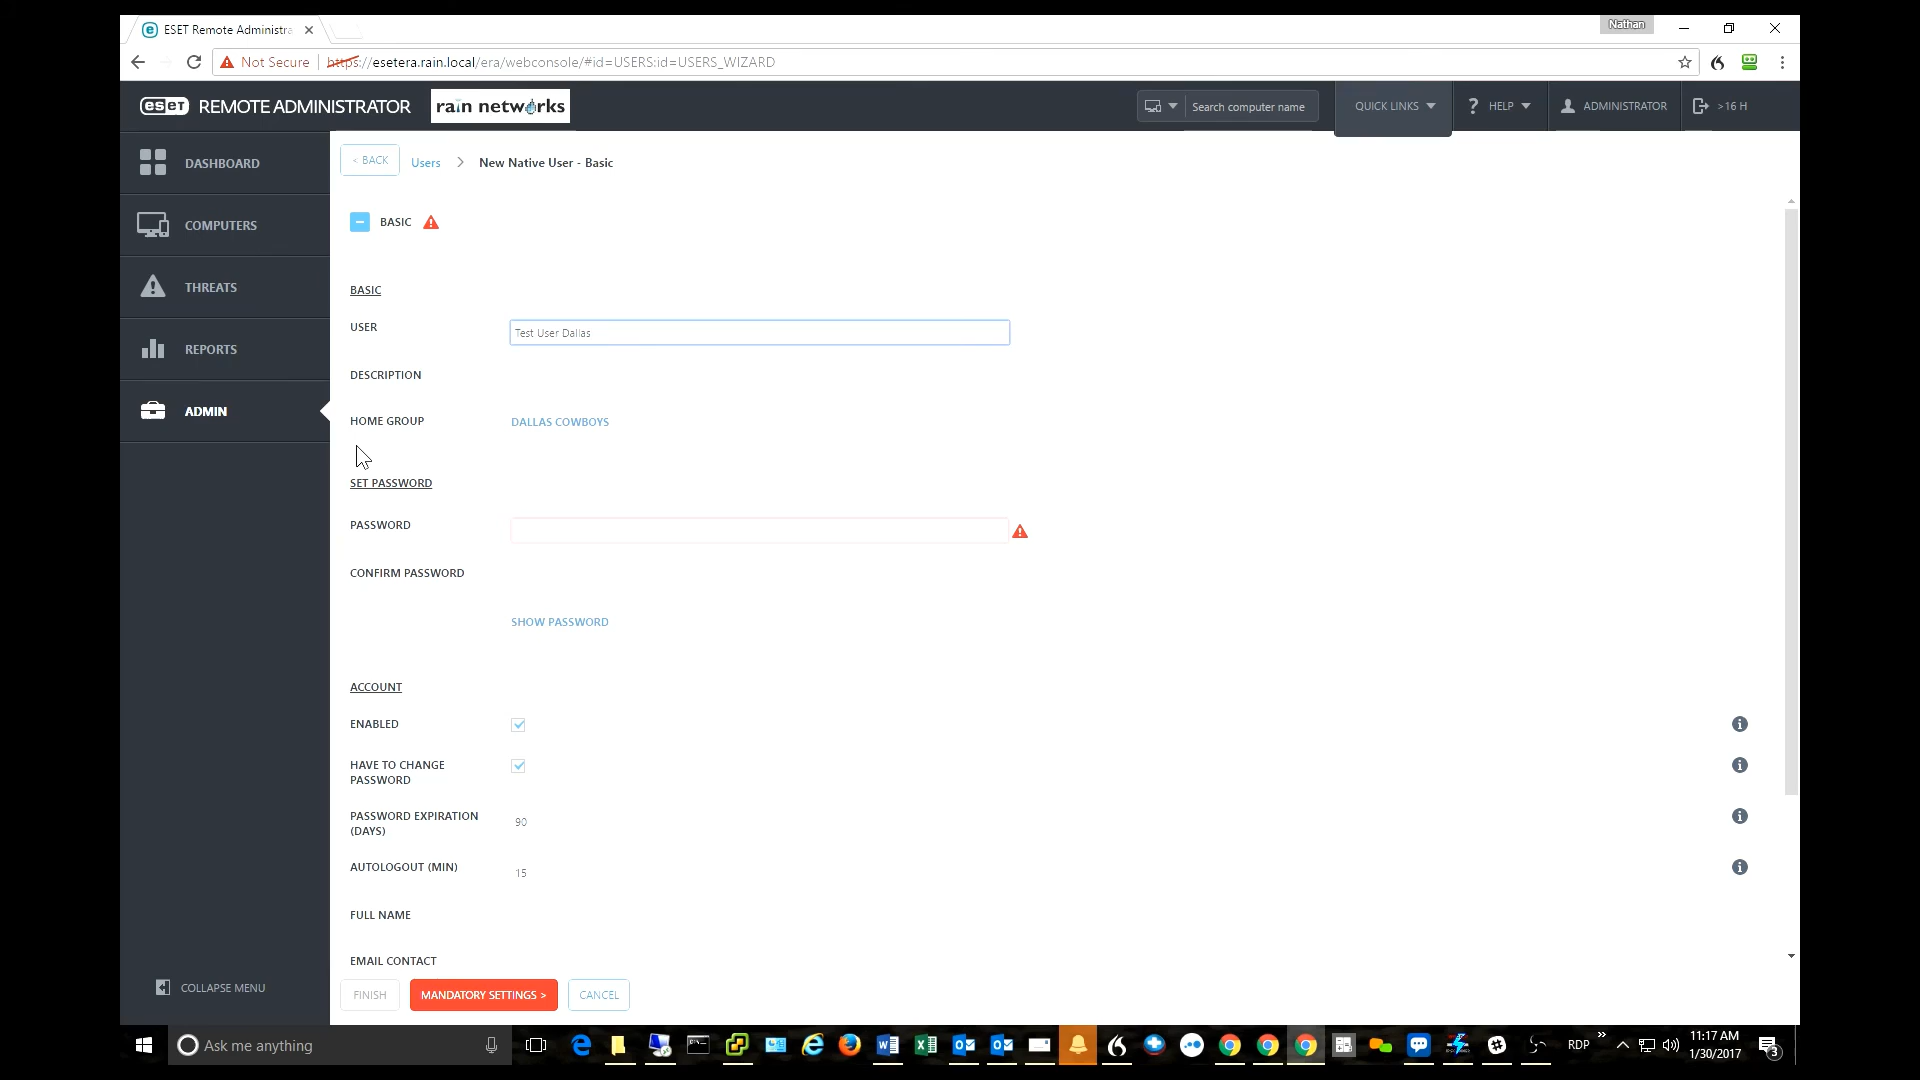 Nathan
ESET Remote Administra
Not Secure https://esetera.rain.local/era/webconsole/#id=USERS:id=USERS_WIZARD
eset REMOTE ADMINISTRATOR rain networks Search computer name QUICK LINKS ? HELP ADMINISTRATOR >16 H
DASHBOARD
COMPUTERS
THREATS
REPORTS
ADMIN
COLLAPSE MENU
< BACK Users > New Native User - Basic
BASIC
BASIC
USER Test User Dallas
DESCRIPTION
HOME GROUP DALLAS COWBOYS
SET PASSWORD
PASSWORD
CONFIRM PASSWORD
SHOW PASSWORD
ACCOUNT
ENABLED
HAVE TO CHANGE
PASSWORD
PASSWORD EXPIRATION
(DAYS)
90
AUTOLOGOUT (MIN)
15
FULL NAME
EMAIL CONTACT
FINISH MANDATORY SETTINGS > CANCEL
Ask me anything
RDP
11:17 AM
1/30/2017
3